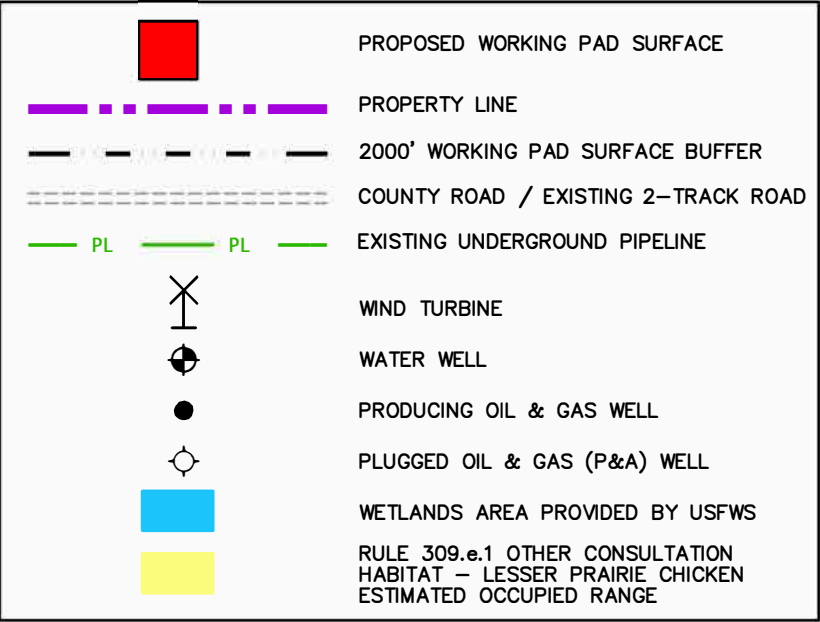 PROPOSED WORKING PAD SURFACE
PROPERTY LINE
2000' WORKING PAD SURFACE BUFFER
COUNTY ROAD / EXISTING 2-TRACK ROAD
PL PL EXISTING UNDERGROUND PIPELINE
WIND TURBINE
WATER WELL
PRODUCING OIL & GAS WELL
PLUGGED OIL & GAS (P&A) WELL
WETLANDS AREA PROVIDED BY USFWS
RULE 309.e.1 OTHER CONSULTATION
HABITAT – LESSER PRAIRIE CHICKEN
ESTIMATED OCCUPIED RANGE